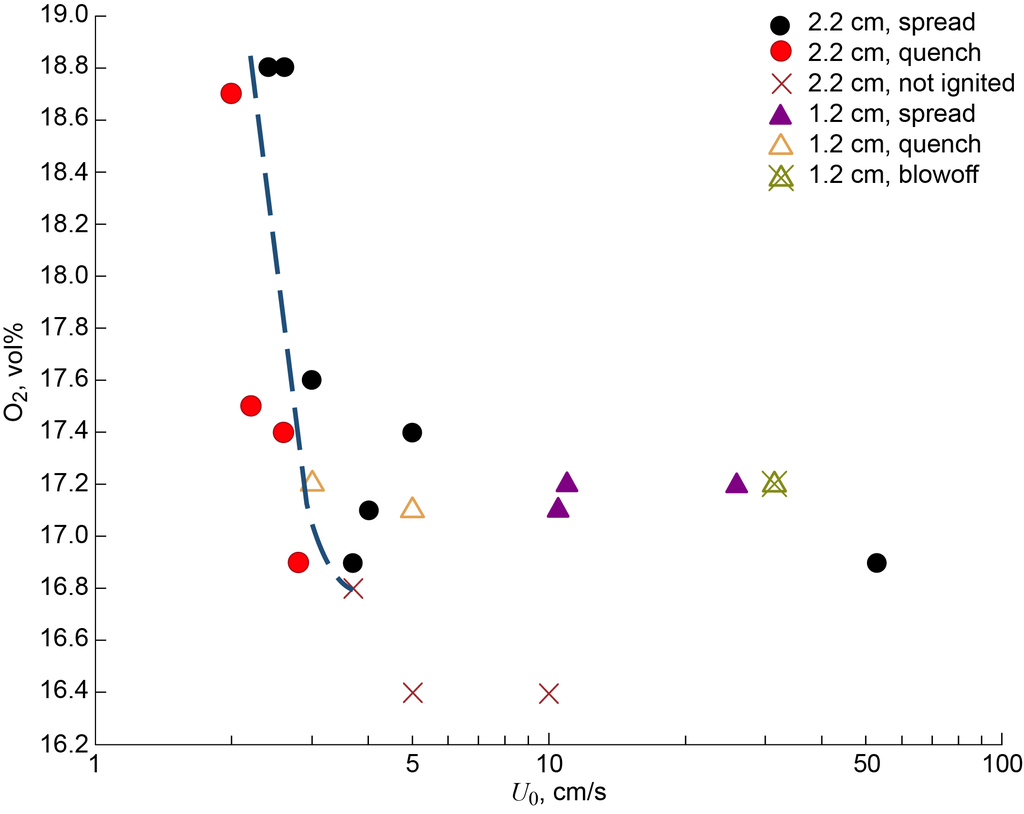 19.0
18.8
18.6
18.4
18.2
18.0
17.8
17.6
17.4
17.2
17.0
16.8
16.6
16.4
16.2
O2, vol%
1
5
10
50
100
U0, cm/s
2.2 cm, spread
2.2 cm, quench
2.2 cm, not ignited
1.2 cm, spread
1.2 cm, quench
1.2 cm, blowoff